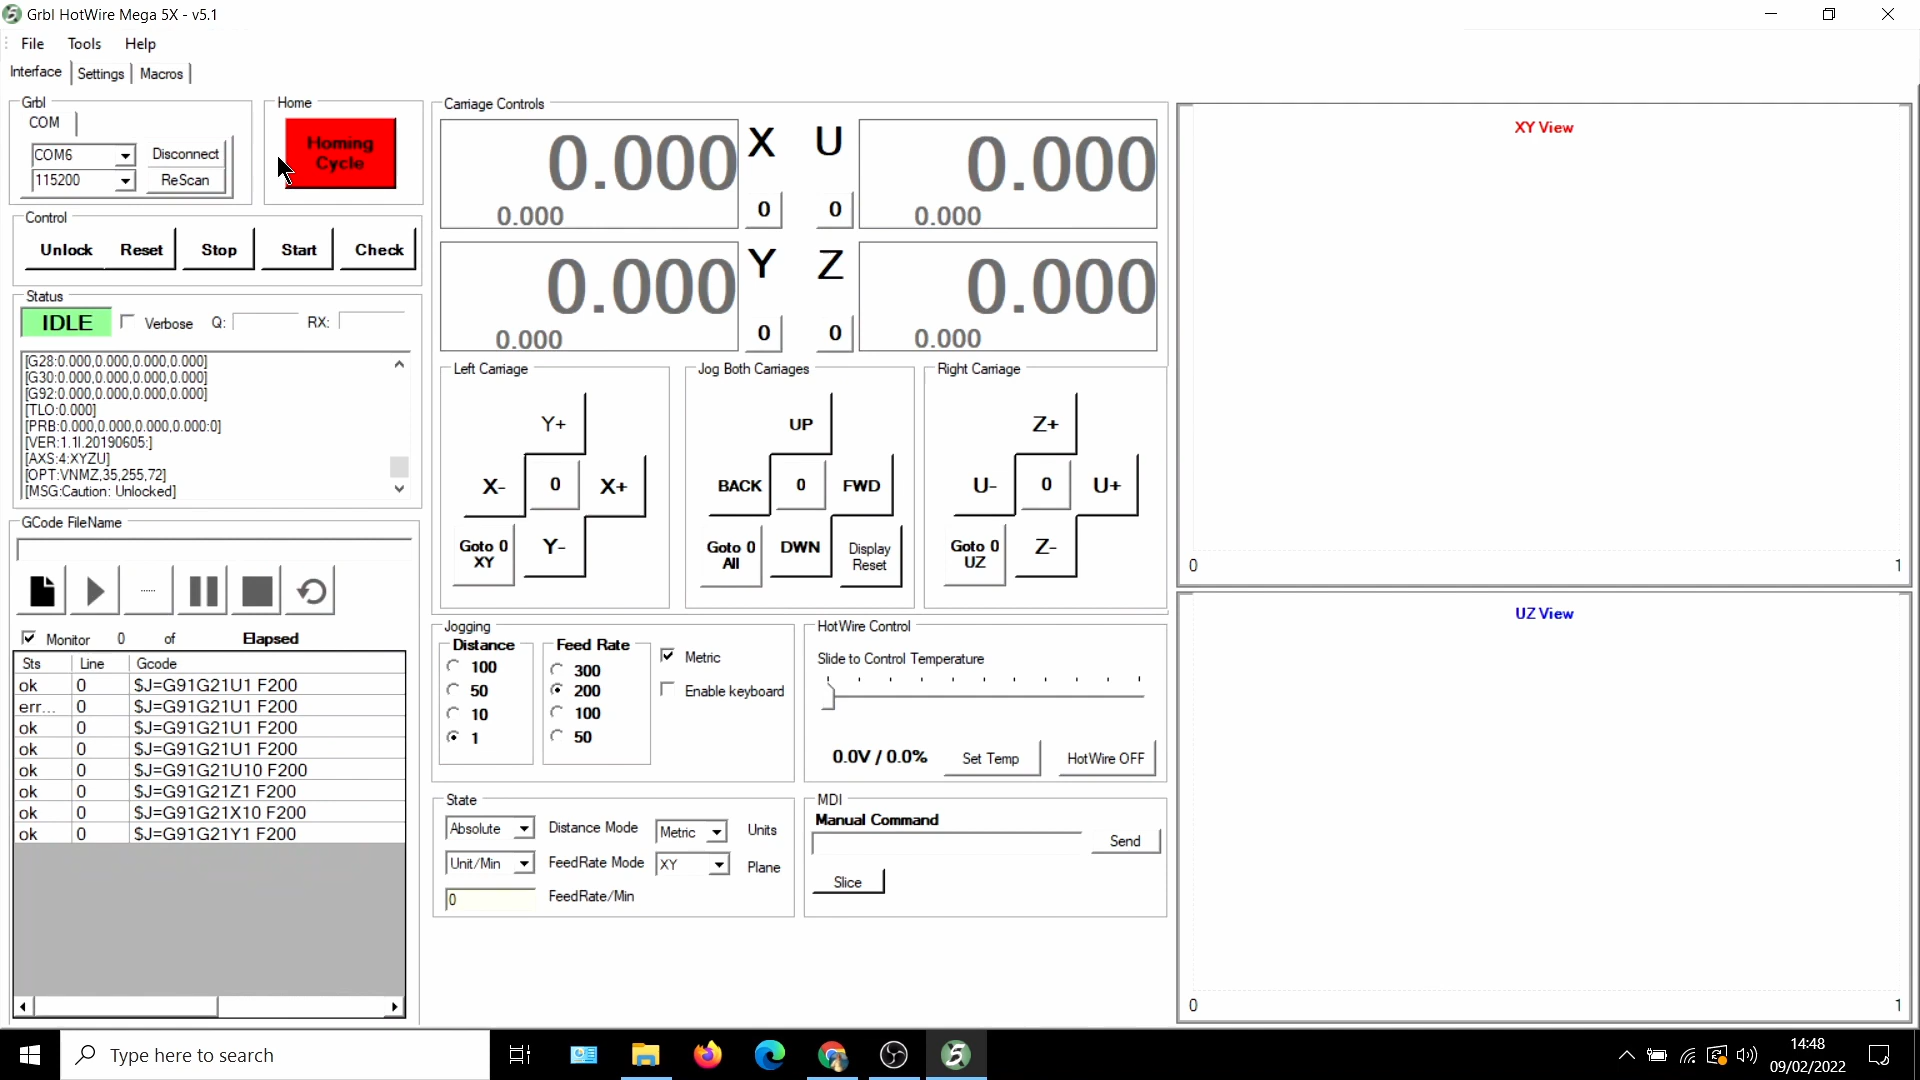 Grbl HotWire Mega 5X - v5.1
File Tools Help
Interface Settings Macros
Grbl
COM
COM6 Disconnect
115200 ReScan
Home
Homing
Cycle
Control
Unlock Reset Stop Start Check
Status
IDLE Verbose Q: RX:
[G28:0.000,0.000,0.000,0.000]
[G30:0.000,0.000,0.000,0.000]
[G92:0.000,0.000,0.000,0.000]
[TLO:0.000]
[PRB:0.000,0.000,0.000,0.000:0]
[VER:1.1l.20190605:]
[AXS:4:XYZU]
[OPT:VNMZ,35,255,72]
[MSG:Caution: Unlocked]
GCode FileName
......
Monitor 0 of Elapsed
Sts Line Gcode
ok 0 $J=G91G21U1 F200
err... 0 $J=G91G21U1 F200
ok 0 $J=G91G21U1 F200
ok 0 $J=G91G21U1 F200
ok 0 $J=G91G21U10 F200
ok 0 $J=G91G21Z1 F200
ok 0 $J=G91G21X10 F200
ok 0 $J=G91G21Y1 F200
Carriage Controls
0.000 X U 0.000
0.000 0 0 0.000
0.000 Y Z 0.000
0.000 0 0 0.000
Left Carriage
Y+
X- 0 X+
Goto 0
XY
Y-
Jog Both Carriages
UP
BACK 0 FWD
Goto 0
All
DWN
Display
Reset
Right Carriage
Z+
U- 0 U+
Goto 0
UZ
Z-
Jogging
Distance Feed Rate
100 300
50 200
10 100
1 50
Metric
Enable keyboard
HotWire Control
Slide to Control Temperature
0.0V / 0.0% Set Temp HotWire OFF
State
Absolute Distance Mode Metric Units
Unit/Min FeedRate Mode XY Plane
0 FeedRate/Min
MDI
Manual Command
Send
Slice
XY View
0 1
UZ View
0 1
Type here to search
14:48
09/02/2022